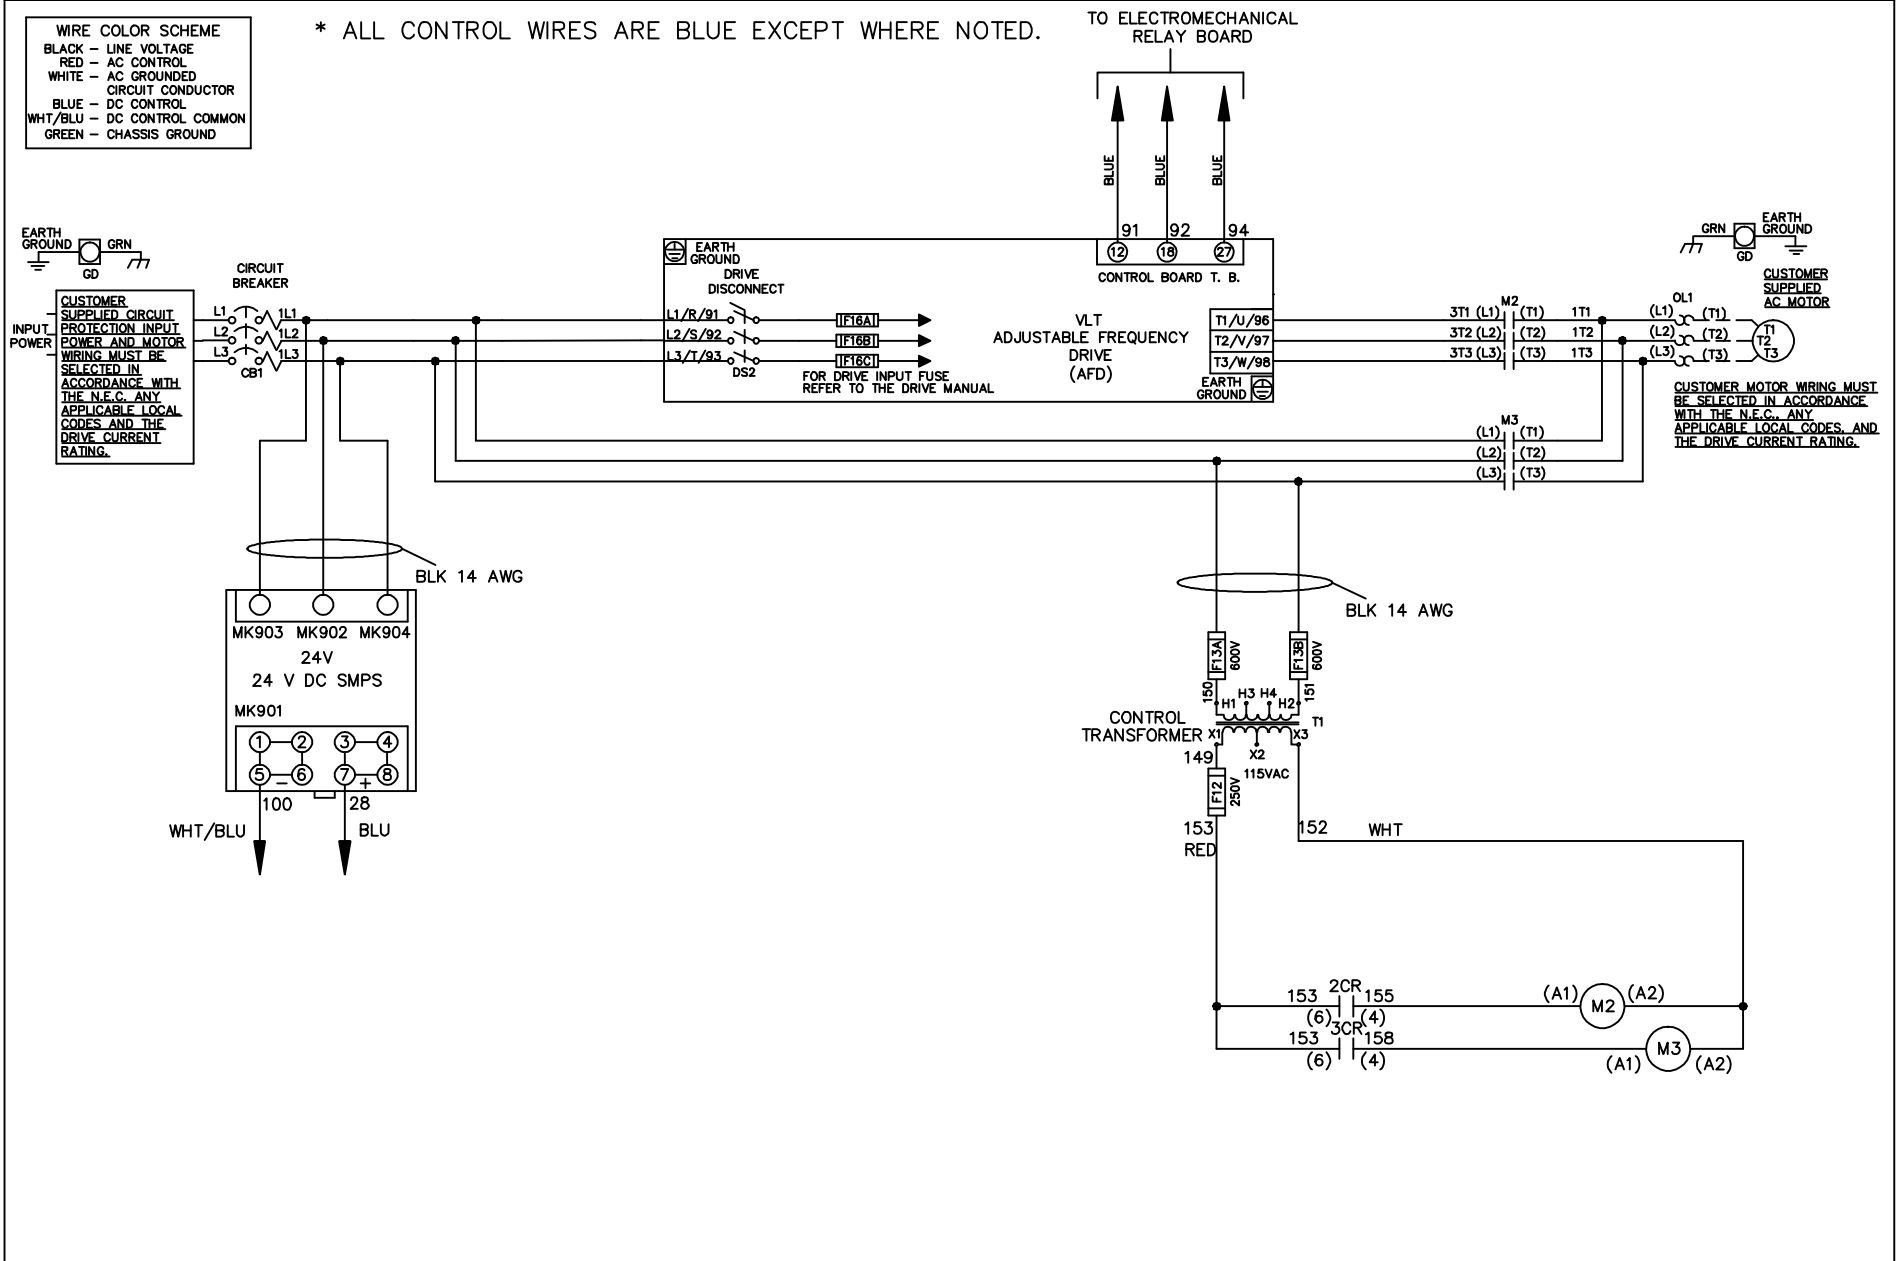 WIRE COLOR SCHEME
BLACK – LINE VOLTAGE
RED – AC CONTROL
WHITE – AC GROUNDED
CIRCUIT CONDUCTOR
BLUE – DC CONTROL
WHT/BLU – DC CONTROL COMMON
GREEN – CHASSIS GROUND
* ALL CONTROL WIRES ARE BLUE EXCEPT WHERE NOTED.
TO ELECTROMECHANICAL
RELAY BOARD
BLUE
BLUE
BLUE
91 92 94
12 18 27
CONTROL BOARD T. B.
EARTH
GROUND
GRN
GD
CIRCUIT
BREAKER
CUSTOMER
SUPPLIED CIRCUIT
PROTECTION INPUT
POWER AND MOTOR
WIRING MUST BE
SELECTED IN
ACCORDANCE WITH
THE N.E.C. ANY
APPLICABLE LOCAL
CODES AND THE
DRIVE CURRENT
RATING.
INPUT
POWER
L1 1L1
L2 1L2
L3 1L3
CB1
EARTH
GROUND
DRIVE
DISCONNECT
L1/R/91
L2/S/92
L3/T/93
DS2
F16A
F16B
F16C
FOR DRIVE INPUT FUSE
REFER TO THE DRIVE MANUAL
VLT
ADJUSTABLE FREQUENCY
DRIVE
(AFD)
T1/U/96
T2/V/97
T3/W/98
EARTH
GROUND
M2
3T1 (L1) (T1) 1T1
3T2 (L2) (T2) 1T2
3T3 (L3) (T3) 1T3
OL1
(L1) (T1)
(L2) (T2)
(L3) (T3)
T1
T2
T3
GRN
GD
EARTH
GROUND
CUSTOMER
SUPPLIED
AC MOTOR
CUSTOMER MOTOR WIRING MUST
BE SELECTED IN ACCORDANCE
WITH THE N.E.C., ANY
APPLICABLE LOCAL CODES, AND
THE DRIVE CURRENT RATING.
M3
(L1) (T1)
(L2) (T2)
(L3) (T3)
BLK 14 AWG
MK903 MK902 MK904
24V
24 V DC SMPS
MK901
1 2 3 4
5 – 6 7 + 8
100 28
WHT/BLU BLU
BLK 14 AWG
F13A
600V
F13B
600V
150
151
H1 H3 H4 H2
T1
CONTROL
TRANSFORMER
X1 X2 X3
149
115VAC
F12
250V
153
RED
152 WHT
2CR
153 155
(6) (4)
(A1) M2 (A2)
3CR
153 158
(6) (4)
(A1) M3 (A2)